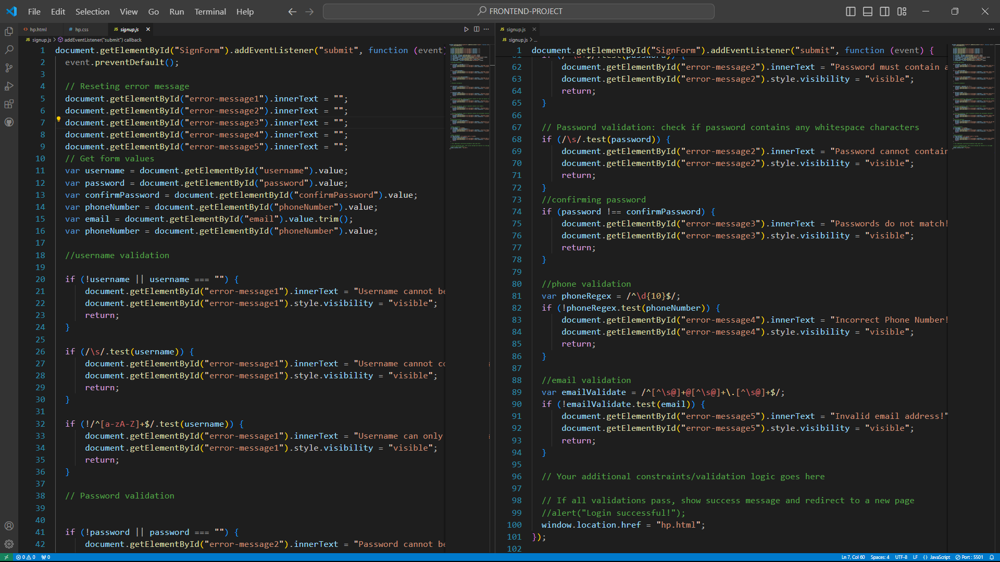 File Edit Selection View Go Run Terminal Help
FRONTEND-PROJECT
hp.html hp.css signup.js
signup.js > addEventListener("submit") callback
1 document.getElementById("SignForm").addEventListener("submit", function (event)
2 event.preventDefault();
3
4 // Reseting error message
5 document.getElementById("error-message1").innerText = "";
6 document.getElementById("error-message2").innerText = "";
7 document.getElementById("error-message3").innerText = "";
8 document.getElementById("error-message4").innerText = "";
9 document.getElementById("error-message5").innerText = "";
10 // Get form values
11 var username = document.getElementById("username").value;
12 var password = document.getElementById("password").value;
13 var confirmPassword = document.getElementById("confirmPassword").value;
14 var phoneNumber = document.getElementById("phoneNumber").value;
15 var email = document.getElementById("email").value.trim();
16 var phoneNumber = document.getElementById("phoneNumber").value;
17
18 //username validation
19
20 if (!username || username === "") {
21 document.getElementById("error-message1").innerText = "Username cannot be
22 document.getElementById("error-message1").style.visibility = "visible";
23 return;
24 }
25
26 if (/\s/.test(username)) {
27 document.getElementById("error-message1").innerText = "Username cannot co
28 document.getElementById("error-message1").style.visibility = "visible";
29 return;
30 }
31
32 if (!/^[a-zA-Z]+$/.test(username)) {
33 document.getElementById("error-message1").innerText = "Username can only
34 document.getElementById("error-message1").style.visibility = "visible";
35 return;
36 }
37
38 // Password validation
39
40
41 if (!password || password === "") {
42 document.getElementById("error-message2").innerText = "Password cannot be
signup.js
signup.js > ...
1 document.getElementById("SignForm").addEventListener("submit", function (event) {
62 document.getElementById("error-message2").innerText = "Password must contain a
63 document.getElementById("error-message2").style.visibility = "visible";
64 return;
65 }
66
67 // Password validation: check if password contains any whitespace characters
68 if (/\s/.test(password)) {
69 document.getElementById("error-message2").innerText = "Password cannot contain
70 document.getElementById("error-message2").style.visibility = "visible";
71 return;
72 }
73 //confirming password
74 if (password !== confirmPassword) {
75 document.getElementById("error-message3").innerText = "Passwords do not match!
76 document.getElementById("error-message3").style.visibility = "visible";
77 return;
78 }
79
80 //phone validation
81 var phoneRegex = /^\d{10}$/;
82 if (!phoneRegex.test(phoneNumber)) {
83 document.getElementById("error-message4").innerText = "Incorrect Phone Number!
84 document.getElementById("error-message4").style.visibility = "visible";
85 return;
86 }
87
88 //email validation
89 var emailValidate = /^[^\s@]+@[^\s@]+\.[^\s@]+$/;
90 if (!emailValidate.test(email)) {
91 document.getElementById("error-message5").innerText = "Invalid email address!"
92 document.getElementById("error-message5").style.visibility = "visible";
93 return;
94 }
95
96 // Your additional constraints/validation logic goes here
97
98 // If all validations pass, show success message and redirect to a new page
99 //alert("Login successful!");
100 window.location.href = "hp.html";
101 });
102
0 0 0 Ln 7, Col 60 Spaces: 4 UTF-8 LF {} JavaScript Port : 5501